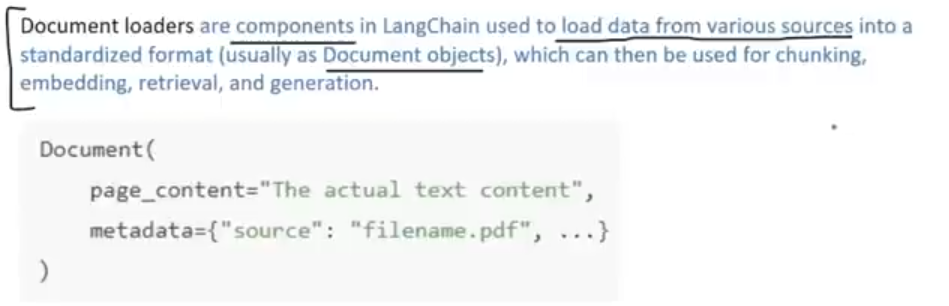 Document loaders are components in LangChain used to load data from various sources into a
standardized format (usually as Document objects), which can then be used for chunking,
embedding, retrieval, and generation.
Document(
    page_content="The actual text content",
    metadata={"source": "filename.pdf", ...}
)